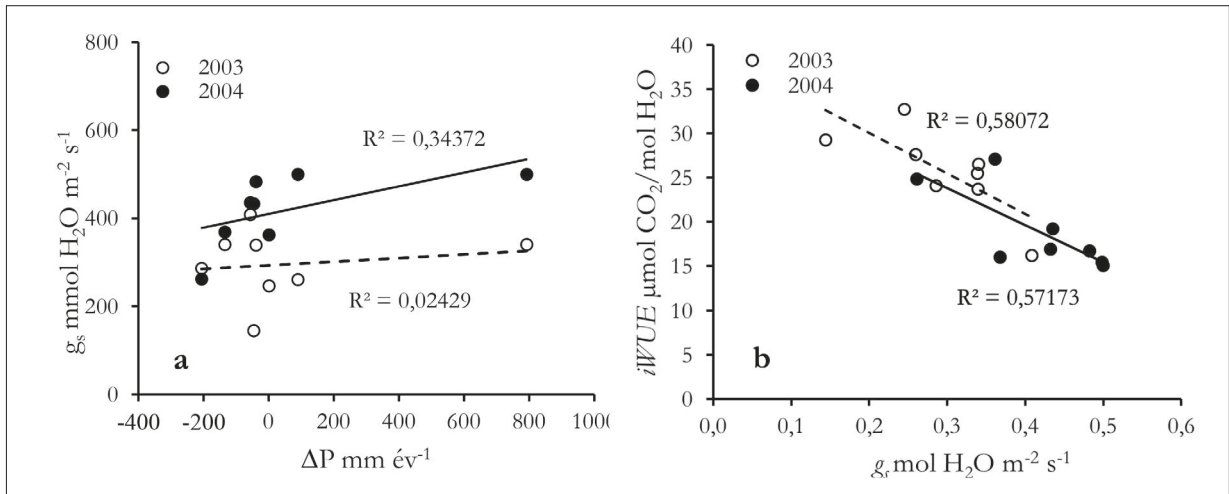 800
600
400
200
0
-400 -200 0 200 400 600 800 1000
gₛ mmol H₂O m⁻² s⁻¹
ΔP mm év⁻¹
2003
2004
R² = 0,34372
R² = 0,02429
a
40
35
30
25
20
15
10
5
0
0,0 0,1 0,2 0,3 0,4 0,5 0,6
iWUE µmol CO₂/mol H₂O
gₛ mol H₂O m⁻² s⁻¹
2003
2004
R² = 0,58072
R² = 0,57173
b